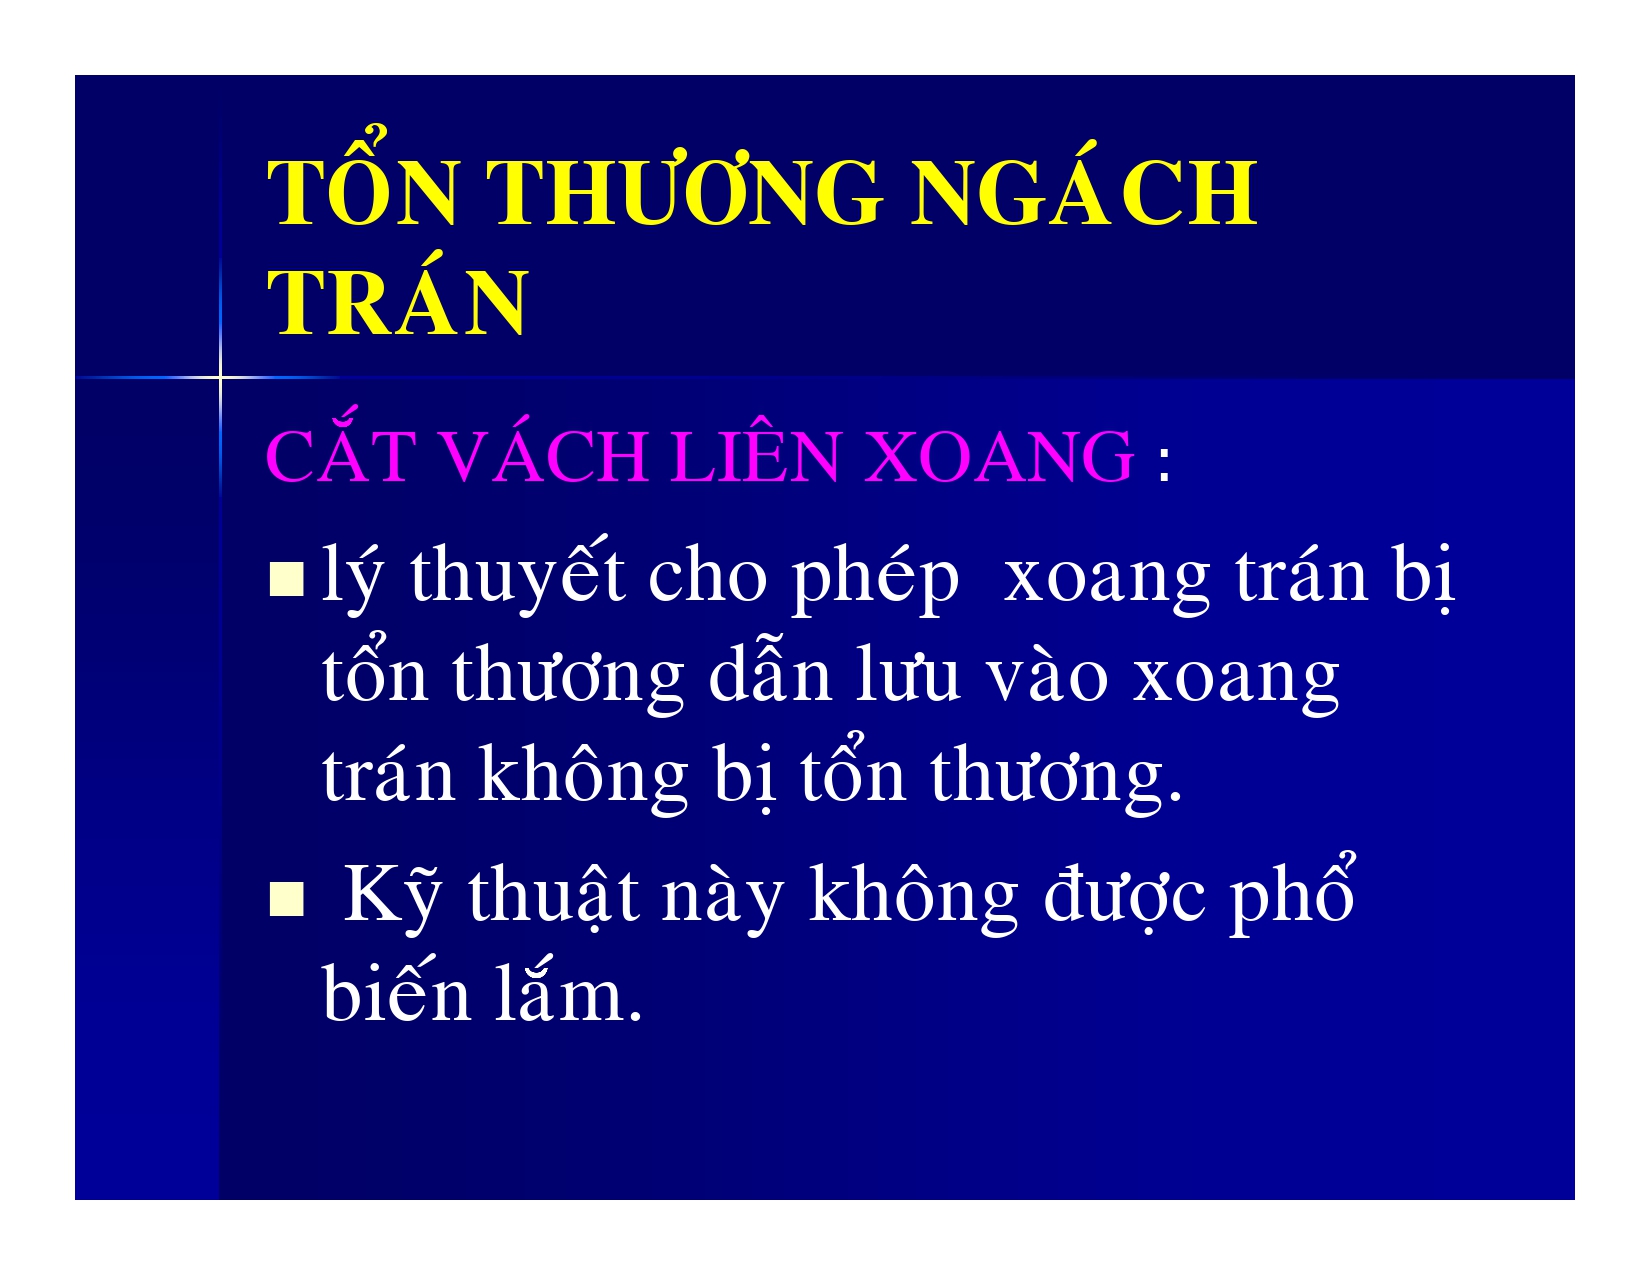 TỔN THƯƠNG NGÁCH
TRÁN
CẮT VÁCH LIÊN XOANG :
lý thuyết cho phép xoang trán bị
tổn thương dẫn lưu vào xoang
trán không bị tổn thương.
Kỹ thuật này không được phổ
biến lắm.